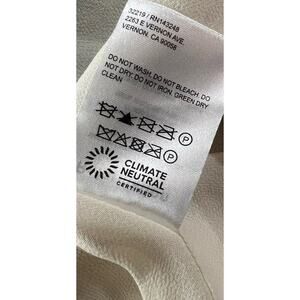 32219 / RN143248
2263 E VERNON AVE.
VERNON, CA 90058
DO NOT WASH. DO NOT BLEACH. DO
NOT DRY. DO NOT IRON. GREEN DRY
CLEAN
P
P
CLIMATE
NEUTRAL
CERTIFIED